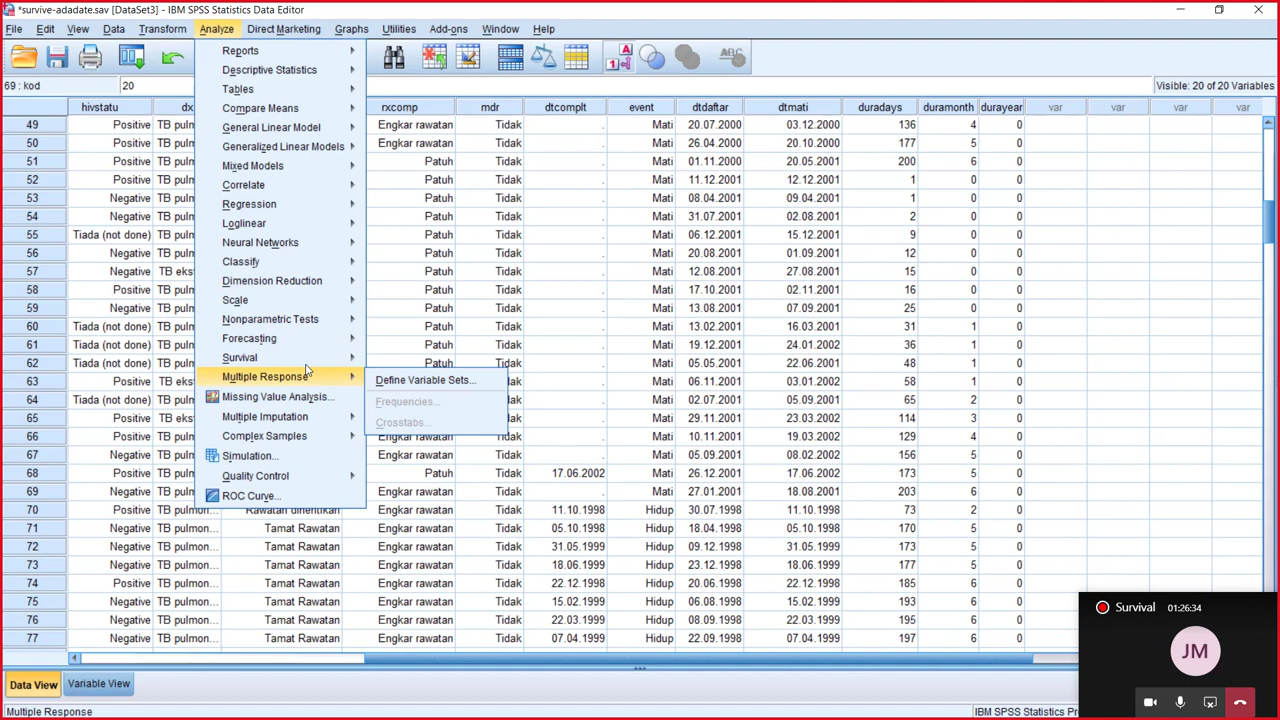 *survive-adadate.sav [DataSet3] - IBM SPSS Statistics Data Editor
File Edit View Data Transform Analyze Direct Marketing Graphs Utilities Add-ons Window Help
69 : kod 20 Visible: 20 of 20 Variables
hivstatu dx rxcomp mdr dtcomplt event dtdaftar dtmati duradays duramonth durayear var var var
49 Positive TB pulm Engkar rawatan Tidak . Mati 20.07.2000 03.12.2000 136 4 0
50 Positive TB pulm Engkar rawatan Tidak . Mati 26.04.2000 20.10.2000 177 5 0
51 Positive TB pulm Patuh Tidak . Mati 01.11.2000 20.05.2001 200 6 0
52 Positive TB pulm Patuh Tidak . Mati 11.12.2001 12.12.2001 1 0 0
53 Negative TB pulm Patuh Tidak . Mati 08.04.2001 09.04.2001 1 0 0
54 Negative TB pulm Patuh Tidak . Mati 31.07.2001 02.08.2001 2 0 0
55 Tiada (not done) TB pulm Patuh Tidak . Mati 06.12.2001 15.12.2001 9 0 0
56 Negative TB pulm Patuh Tidak . Mati 20.08.2001 01.09.2001 12 0 0
57 Negative TB eks Patuh Tidak . Mati 12.08.2001 27.08.2001 15 0 0
58 Positive TB pulm Patuh Tidak . Mati 17.10.2001 02.11.2001 16 0 0
59 Negative TB pulm Patuh Tidak . Mati 13.08.2001 07.09.2001 25 0 0
60 Tiada (not done) TB pulm Patuh Tidak . Mati 13.02.2001 16.03.2001 31 1 0
61 Tiada (not done) TB pulm Patuh Tidak . Mati 19.12.2001 24.01.2002 36 1 0
62 Tiada (not done) TB pulm Patuh Tidak . Mati 05.05.2001 22.06.2001 48 1 0
63 Positive TB eks Tidak . Mati 06.11.2001 03.01.2002 58 1 0
64 Tiada (not done) TB pulm Tidak . Mati 02.07.2001 05.09.2001 65 2 0
65 Positive TB eks Tidak . Mati 29.11.2001 23.03.2002 114 3 0
66 Negative TB pulm Engkar rawatan Tidak . Mati 10.11.2001 19.03.2002 129 4 0
67 Negative TB pulm Engkar rawatan Tidak . Mati 05.09.2001 08.02.2002 156 5 0
68 Negative TB pulm Patuh Tidak 17.06.2002 Mati 26.12.2001 17.06.2002 173 5 0
69 Negative TB pulm Engkar rawatan Tidak . Mati 27.01.2001 18.08.2001 203 6 0
70 Positive TB pulmon... Rawatan dihentikan Engkar rawatan Tidak 11.10.1998 Hidup 30.07.1998 11.10.1998 73 2 0
71 Negative TB pulmon... Tamat Rawatan Engkar rawatan Tidak 05.10.1998 Hidup 18.04.1998 05.10.1998 170 5 0
72 Negative TB pulmon... Tamat Rawatan Engkar rawatan Tidak 31.05.1999 Hidup 09.12.1998 31.05.1999 173 5 0
73 Negative TB pulmon... Tamat Rawatan Engkar rawatan Tidak 18.06.1999 Hidup 23.12.1998 18.06.1999 177 5 0
74 Positive TB pulmon... Tamat Rawatan Engkar rawatan Tidak 22.12.1998 Hidup 20.06.1998 22.12.1998 185 6 0
75 Negative TB pulmon... Tamat Rawatan Engkar rawatan Tidak 15.02.1999 Hidup 06.08.1998 15.02.1999 193 6 0
76 Negative TB pulmon... Tamat Rawatan Engkar rawatan Tidak 22.03.1999 Hidup 08.09.1998 22.03.1999
77 Negative TB pulmon... Tamat Rawatan Engkar rawatan Tidak 07.04.1999 Hidup 22.09.1998 07.04.1999 197 6 0
Reports
Descriptive Statistics
Tables
Compare Means
General Linear Model
Generalized Linear Models
Mixed Models
Correlate
Regression
Loglinear
Neural Networks
Classify
Dimension Reduction
Scale
Nonparametric Tests
Forecasting
Survival
Multiple Response
Missing Value Analysis...
Multiple Imputation
Complex Samples
Simulation...
Quality Control
ROC Curve...
Define Variable Sets...
Frequencies...
Crosstabs...
Survival 01:26:34
JM
Data View Variable View
Multiple Response IBM SPSS Statistics Pr